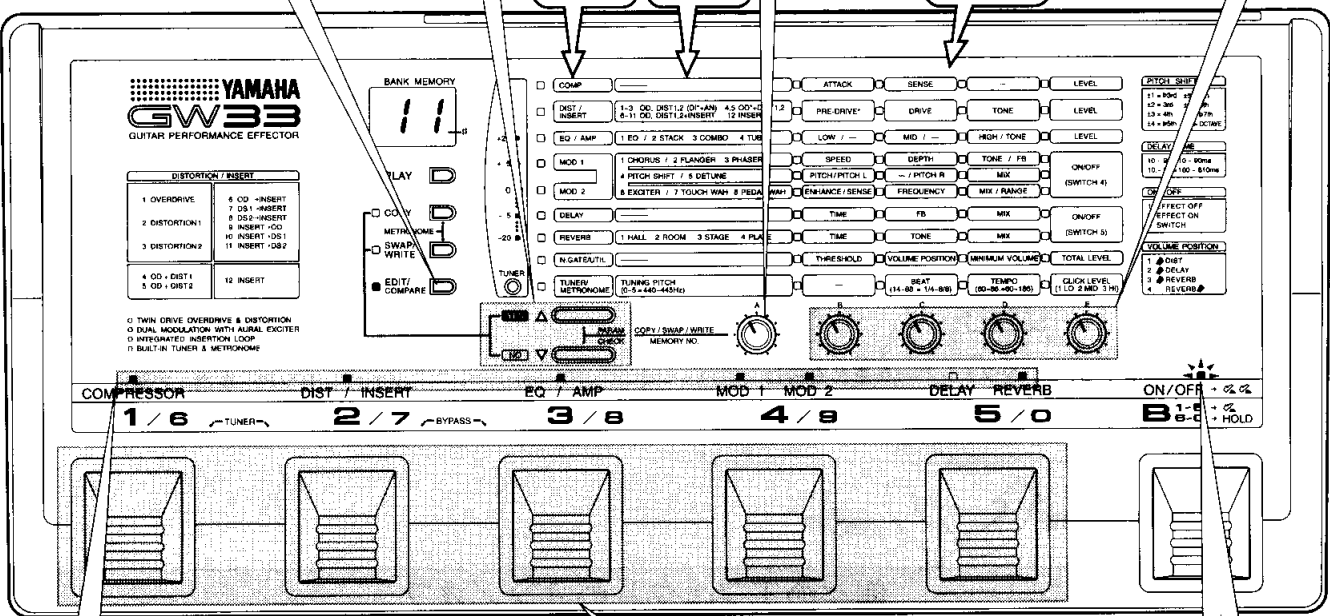 YAMAHA
GW33
GUITAR PERFORMANCE EFFECTOR
BANK MEMORY
11
DISTORTION / INSERT
1 OVERDRIVE
2 DISTORTION1
3 DISTORTION2
6 OD →INSERT
7 DS1→INSERT
8 DS2→INSERT
9 INSERT→OD
10 INSERT→DS1
11 INSERT→DS2
4 OD + DIST1
5 OD + DIST2
12 INSERT
TWIN DRIVE OVERDRIVE & DISTORTION
DUAL MODULATION WITH AURAL EXCITER
INTEGRATED INSERTION LOOP
BUILT-IN TUNER & METRONOME
PLAY
COPY
METRONOME
SWAP/
WRITE
EDIT/
COMPARE
0
- 5
-20
TUNER
COMP
ATTACK
SENSE
—
LEVEL
DIST /
INSERT
PRE-DRIVE*
DRIVE
TONE
LEVEL
EQ / AMP
1 EQ / 2 STACK 3 COMBO
LOW / —
MID / —
HIGH / TONE
LEVEL
MOD 1
1 CHORUS / 2 FLANGER 3 PHASER
SPEED
DEPTH
TONE / FB
4 PITCH SHIFT / 5 DETUNE
PITCH/PITCH L
— / PITCH R
MIX
ON/OFF
(SWITCH 4)
MOD 2
6 EXCITER / 7 TOUCH WAH 8 PEDAL WAH
ENHANCE/SENSE
FREQUENCY
MIX / RANGE
DELAY
TIME
FB
MIX
ON/OFF
(SWITCH 5)
REVERB
1 HALL 2 ROOM 3 STAGE 4 PLATE
TIME
TONE
MIX
N.GATE/UTIL
THRESHOLD
VOLUME POSITION
MINIMUM VOLUME
TOTAL LEVEL
TUNER/
METRONOME
TUNING PITCH
(0-5=440-445Hz)
—
BEAT
TEMPO
CLICK LEVEL
(1 LO 2 MID 3 HI)
PITCH SHIFT
DELAY TIME
EFFECT OFF
EFFECT ON
SWITCH
VOLUME POSITION
1 DIST
2 DELAY
3 REVERB
4 REVERB
YES
NO
PARAM
CHECK
COPY / SWAP / WRITE
MEMORY NO.
A
B
C
D
E
COMPRESSOR
DIST / INSERT
EQ / AMP
MOD 1 MOD 2
DELAY REVERB
ON/OFF
1 / 6
TUNER
2 / 7
BYPASS
3 / 8
4 / 9
5 / 0
B
1-5
6-0 → HOLD